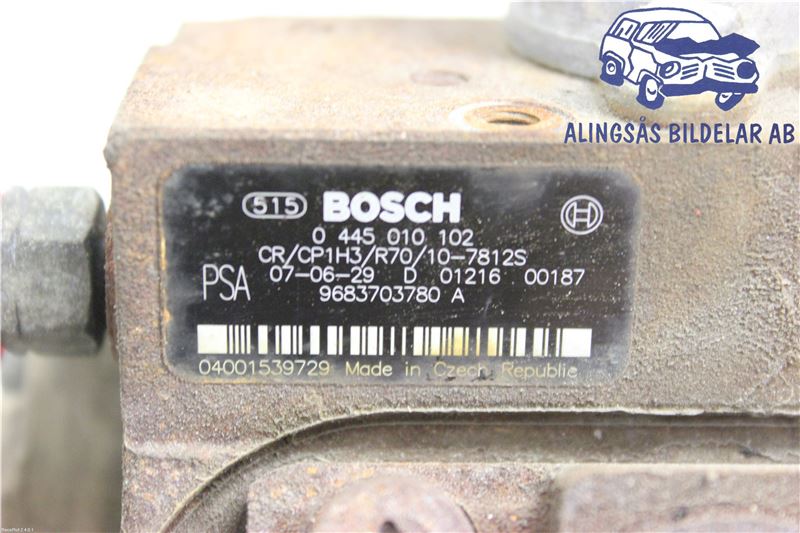 ALINGSÅS BILDELAR AB
515 BOSCH
0 445 010 102
CR/CP1H3/R70/10-7812S
PSA 07-06-29 D 01216 00187
9683703780 A
04001539729 Made in Czech Republic